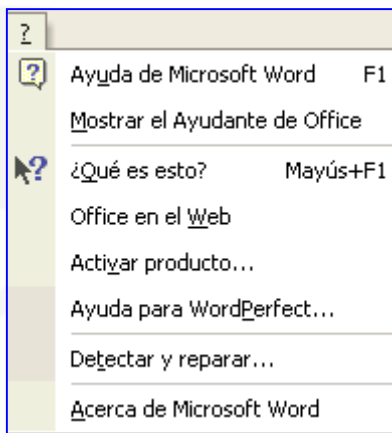 ?
Ayuda de Microsoft Word F1
Mostrar el Ayudante de Office
¿Qué es esto? Mayús+F1
Office en el Web
Activar producto...
Ayuda para WordPerfect...
Detectar y reparar...
Acerca de Microsoft Word